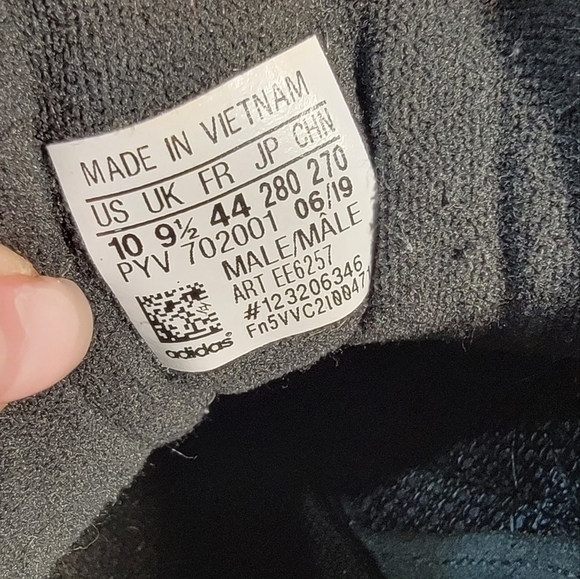 MADE IN VIETNAM
US UK FR JP CHN
10 9½ 44 280 270
PYV 702001 06/19
MALE/MÂLE
ART EE6257
#123206346
Fn5VVC2I00471
adidas